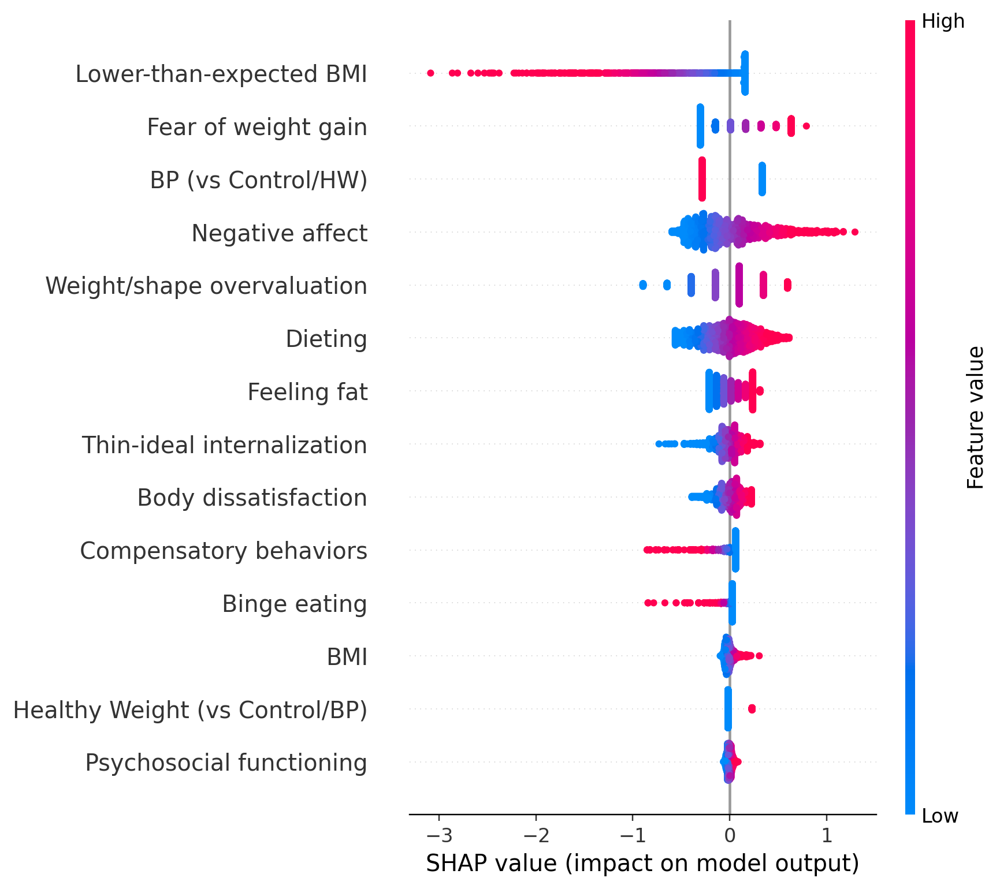 High
Lower-than-expected BMI
Fear of weight gain
BP (vs Control/HW)
Negative affect
Weight/shape overvaluation
Dieting
Feeling fat
Thin-ideal internalization
Body dissatisfaction
Compensatory behaviors
Binge eating
BMI
Healthy Weight (vs Control/BP)
Psychosocial functioning
Feature value
Low
−3 −2 −1 0 1
SHAP value (impact on model output)